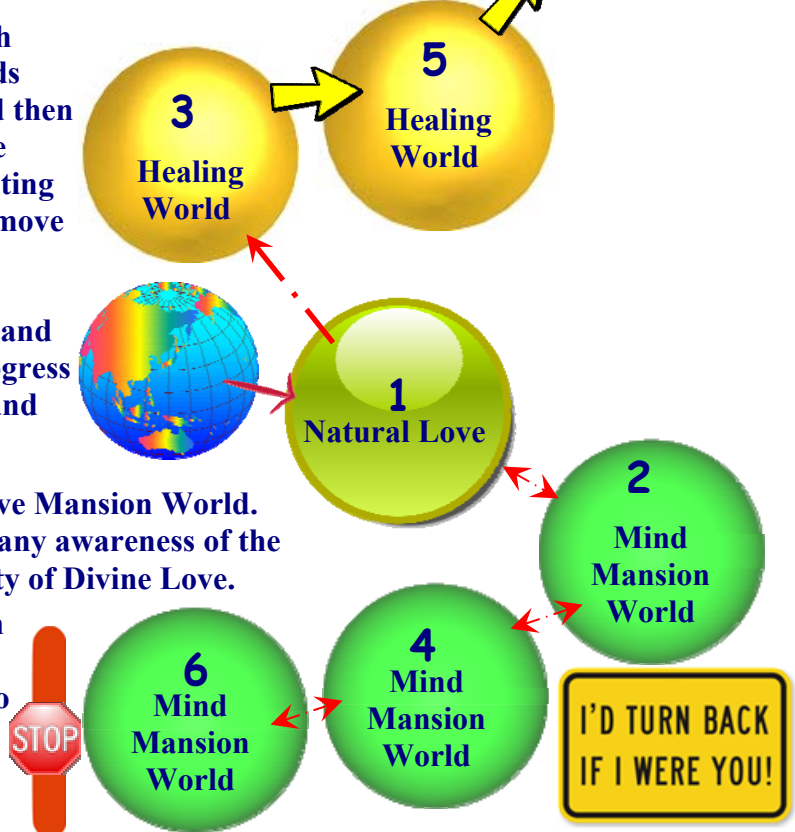 ds
then
ting
move
and
gress
and
ve Mansion World.
any awareness of the
ty of Divine Love.
3
Healing
World
5
Healing
World
1
Natural Love
2
Mind
Mansion
World
4
Mind
Mansion
World
6
Mind
Mansion
World
STOP
I'D TURN BACK
IF I WERE YOU!